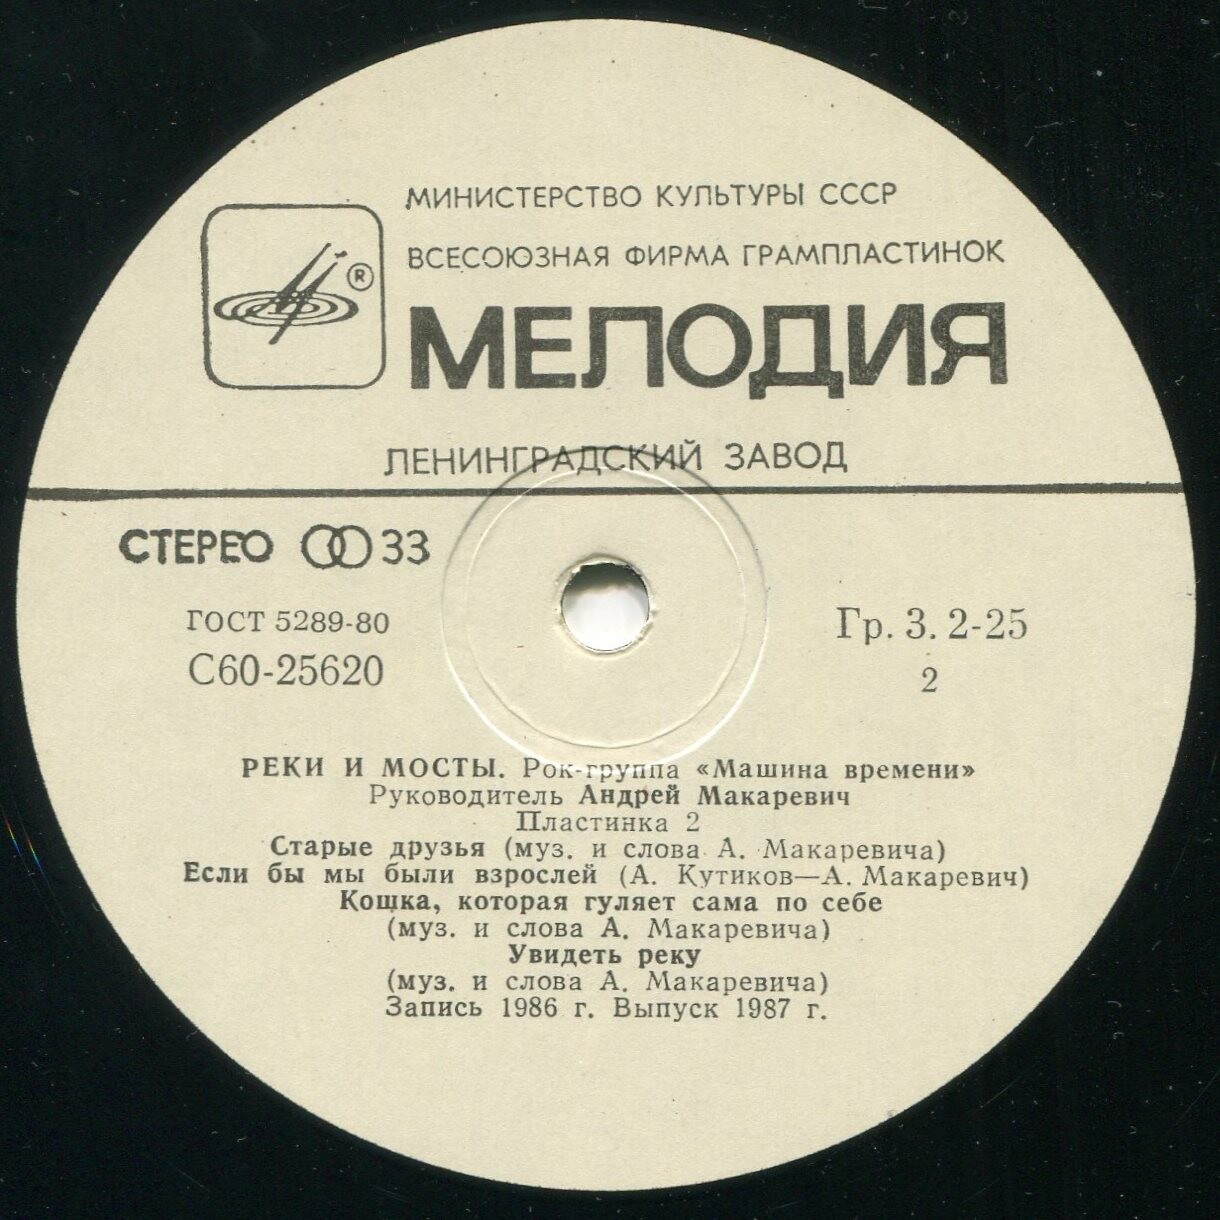 МИНИСТЕРСТВО КУЛЬТУРЫ СССР
ВСЕСОЮЗНАЯ ФИРМА ГРАМПЛАСТИНОК
®
МЕЛОДИЯ
ЛЕНИНГРАДСКИЙ ЗАВОД
СТЕРЕО 33
ГОСТ 5289-80
С60-25620
Гр. 3. 2-25
2
РЕКИ И МОСТЫ. Рок-группа «Машина времени»
Руководитель Андрей Макаревич
Пластинка 2
Старые друзья (муз. и слова А. Макаревича)
Если бы мы были взрослей (А. Кутиков—А. Макаревич)
Кошка, которая гуляет сама по себе
(муз. и слова А. Макаревича)
Увидеть реку
(муз. и слова А. Макаревича)
Запись 1986 г. Выпуск 1987 г.